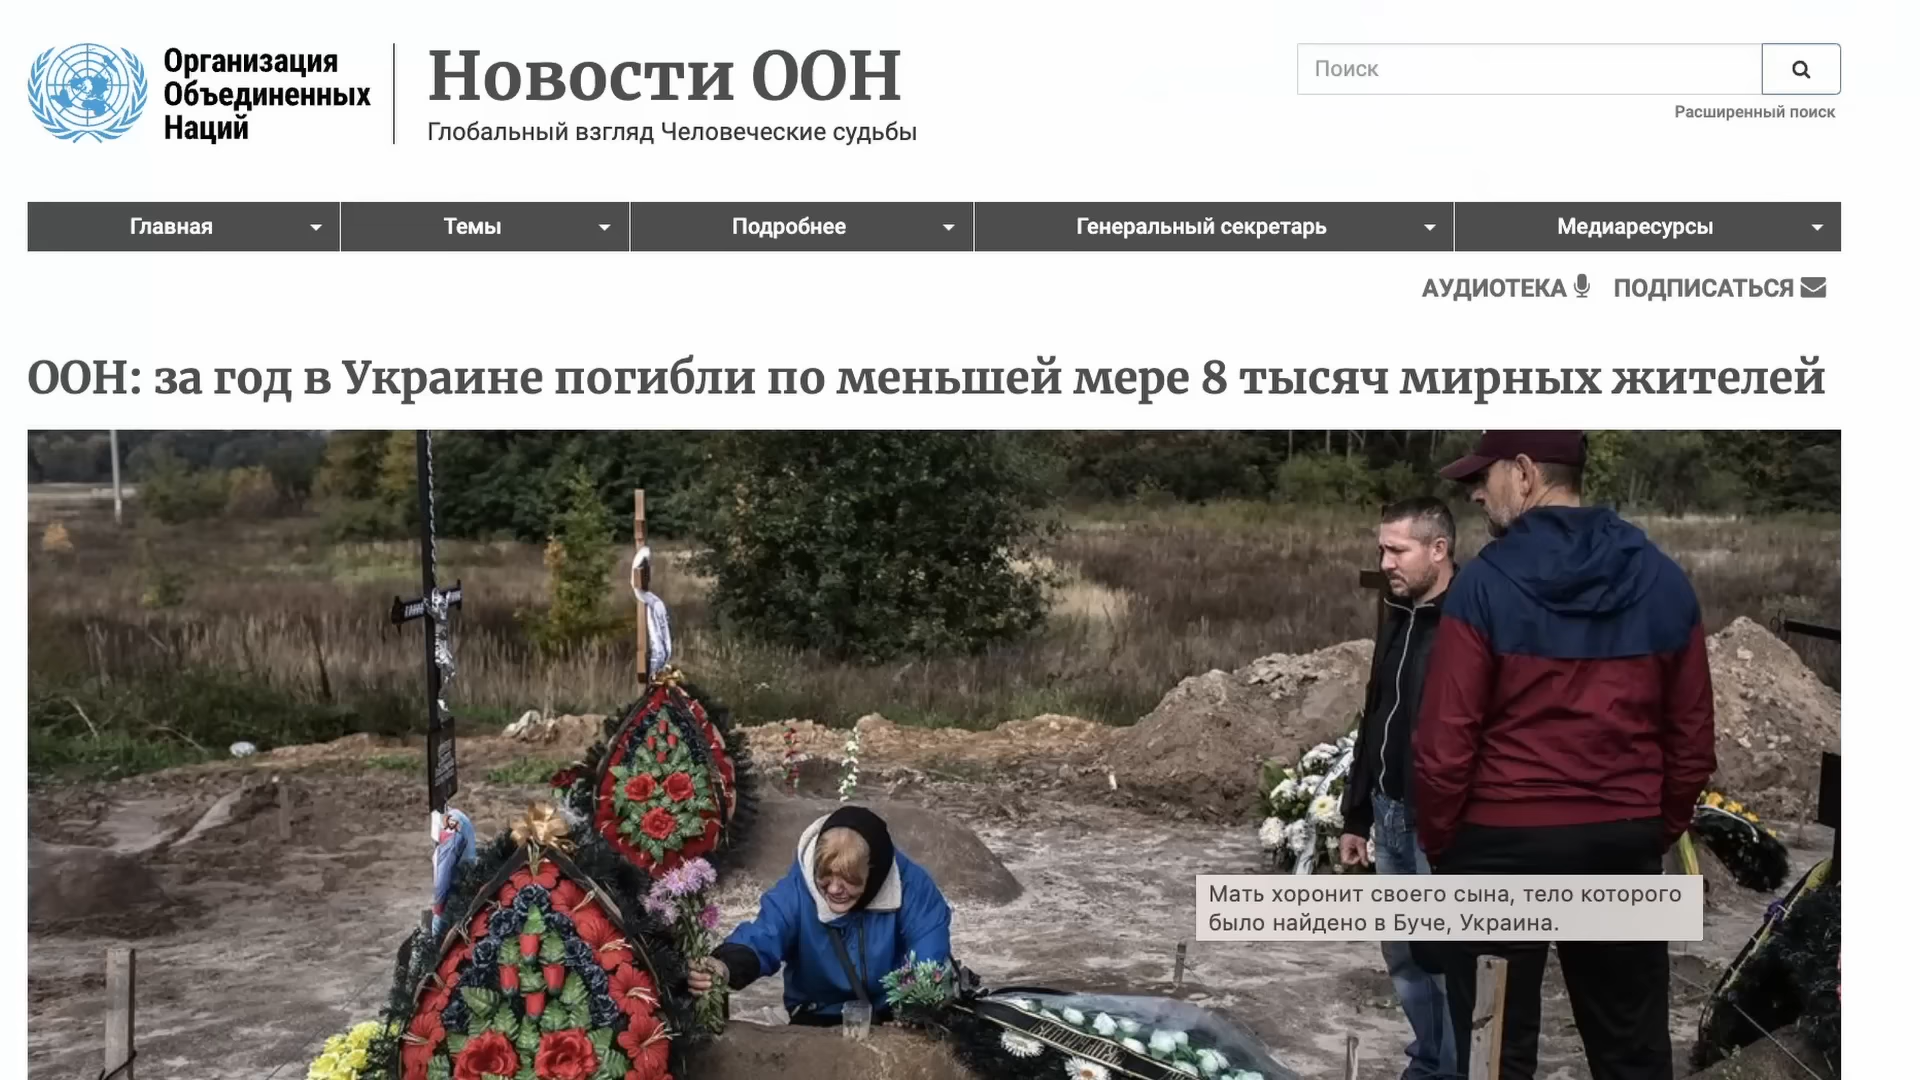 Организация
Объединенных
Наций
Новости ООН
Глобальный взгляд Человеческие судьбы
Поиск
Расширенный поиск
Главная
Темы
Подробнее
Генеральный секретарь
Медиаресурсы
АУДИОТЕКА
ПОДПИСАТЬСЯ
ООН: за год в Украине погибли по меньшей мере 8 тысяч мирных жителей
Мать хоронит своего сына, тело которого
было найдено в Буче, Украина.